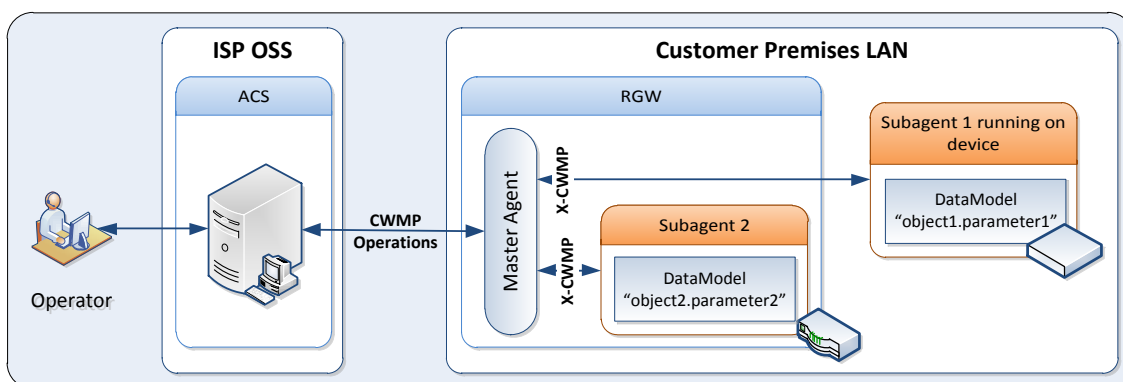 ISP OSS
Customer Premises LAN
ACS
RGW
Subagent 1 running on
device
DataModel
“object1.parameter1”
X-CWMP
Master Agent
CWMP
Operations
Subagent 2
X-CWMP
DataModel
“object2.parameter2”
Operator